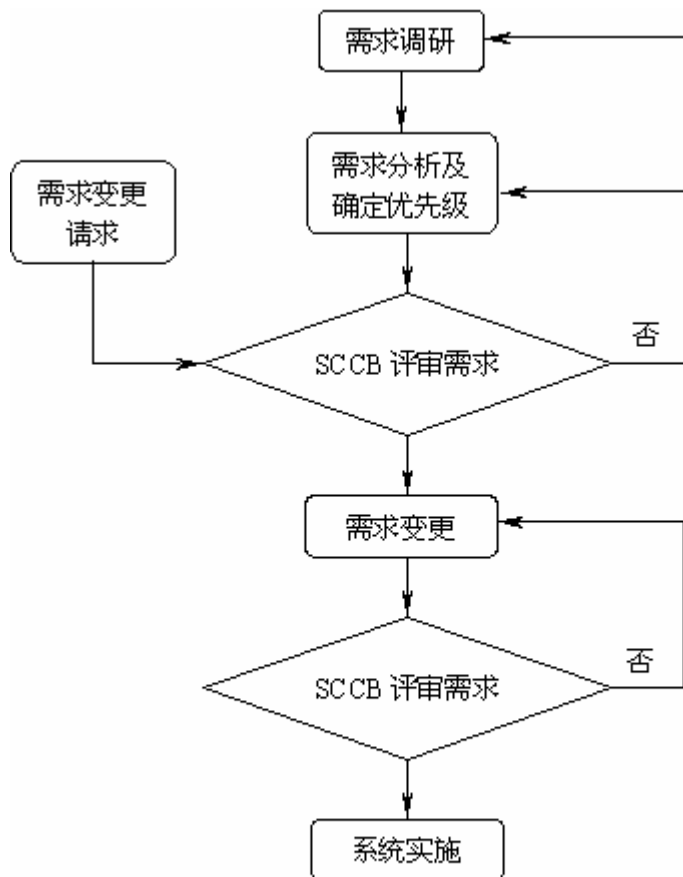 需求调研
需求分析及
确定优先级
需求变更
请求
SCCB 评审需求
否
需求变更
SCCB 评审需求
否
系统实施